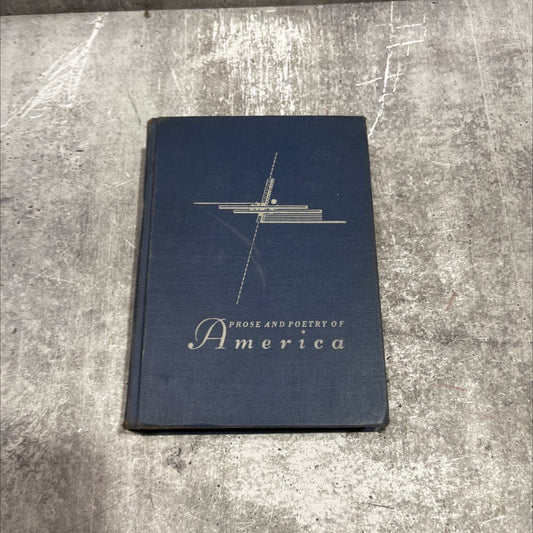 PROSE AND POETRY OF
America